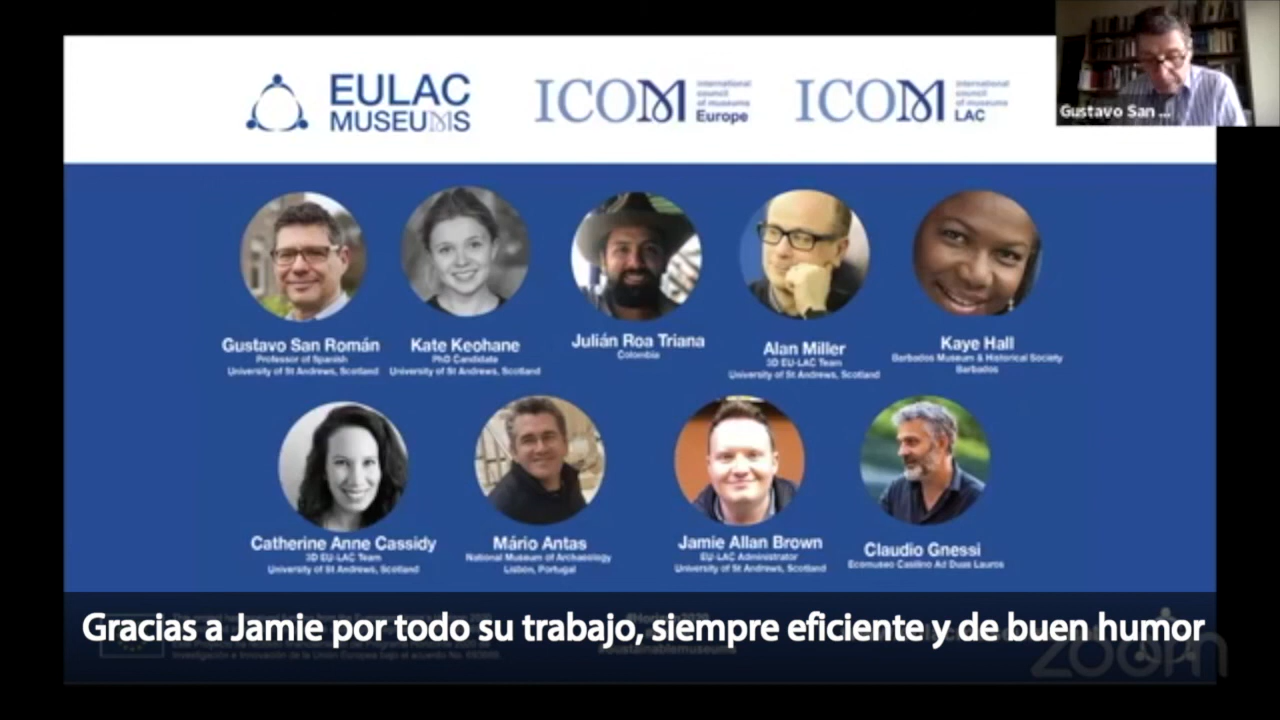 EULAC
MUSEUMS
ICOM
international
council
of museums
Europe
ICOM
international
council
of museums
LAC
Gustavo San ...
Gustavo San Román
Professor of Spanish
University of St Andrews, Scotland
Kate Keohane
PhD Candidate
University of St Andrews, Scotland
Julián Roa Triana
Colombia
Alan Miller
3D EU-LAC Team
University of St Andrews, Scotland
Kaye Hall
Barbados Museum & Historical Society
Barbados
Catherine Anne Cassidy
3D EU-LAC Team
University of St Andrews, Scotland
Mário Antas
National Museum of Archaeology
Lisbon, Portugal
Jamie Allan Brown
EU-LAC Administrator
University of St Andrews, Scotland
Claudio Gnessi
Ecomuseo Casilino Ad Duas Lauros
Gracias a Jamie por todo su trabajo, siempre eficiente y de buen humor
zoom